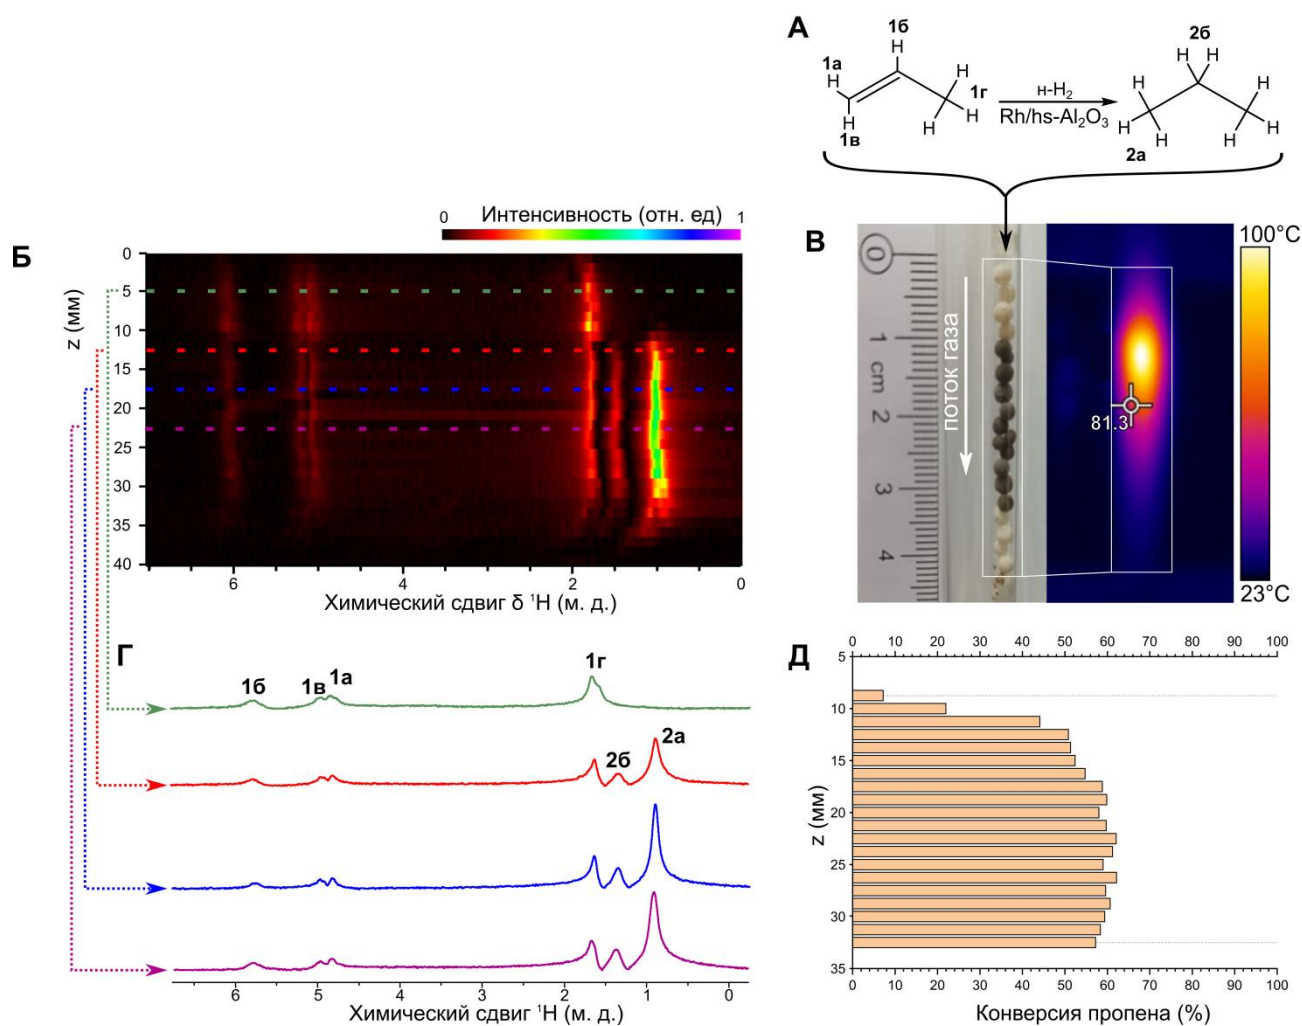 А
1б
H
1а
H
H
1г
H
H
H
H
1в
н-H₂
Rh/hs-Al₂O₃
2б
H H
H
H
H
H
H
H
2а
0 Интенсивность (отн. ед) 1
Б
z (мм)
0
5
10
15
20
25
30
35
40
6 4 2 0
Химический сдвиг δ ¹H (м. д.)
В
0
1
cm
2
3
4
поток газа
81.3
100°C
23°C
Г
1б
1в
1а
1г
2б
2а
6 5 4 3 2 1 0
Химический сдвиг ¹H (м. д.)
Д
0 10 20 30 40 50 60 70 80 90 100
5
10
15
20
25
30
35
z (мм)
0 10 20 30 40 50 60 70 80 90 100
Конверсия пропена (%)